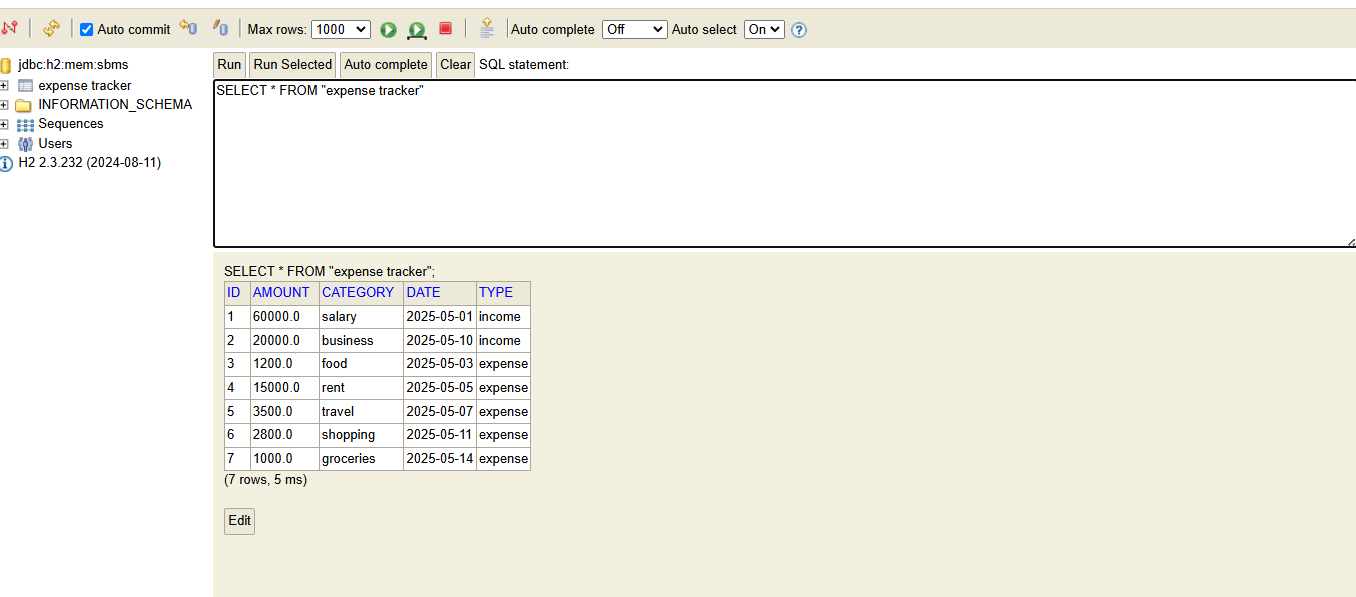 Auto commit Max rows: 1000 Auto complete Off Auto select On ?
jdbc:h2:mem:sbms
expense tracker
INFORMATION_SCHEMA
Sequences
Users
H2 2.3.232 (2024-08-11)
Run Run Selected Auto complete Clear SQL statement:
SELECT * FROM "expense tracker"
SELECT * FROM "expense tracker";
ID AMOUNT CATEGORY DATE TYPE
1 60000.0 salary 2025-05-01 income
2 20000.0 business 2025-05-10 income
3 1200.0 food 2025-05-03 expense
4 15000.0 rent 2025-05-05 expense
5 3500.0 travel 2025-05-07 expense
6 2800.0 shopping 2025-05-11 expense
7 1000.0 groceries 2025-05-14 expense
(7 rows, 5 ms)
Edit